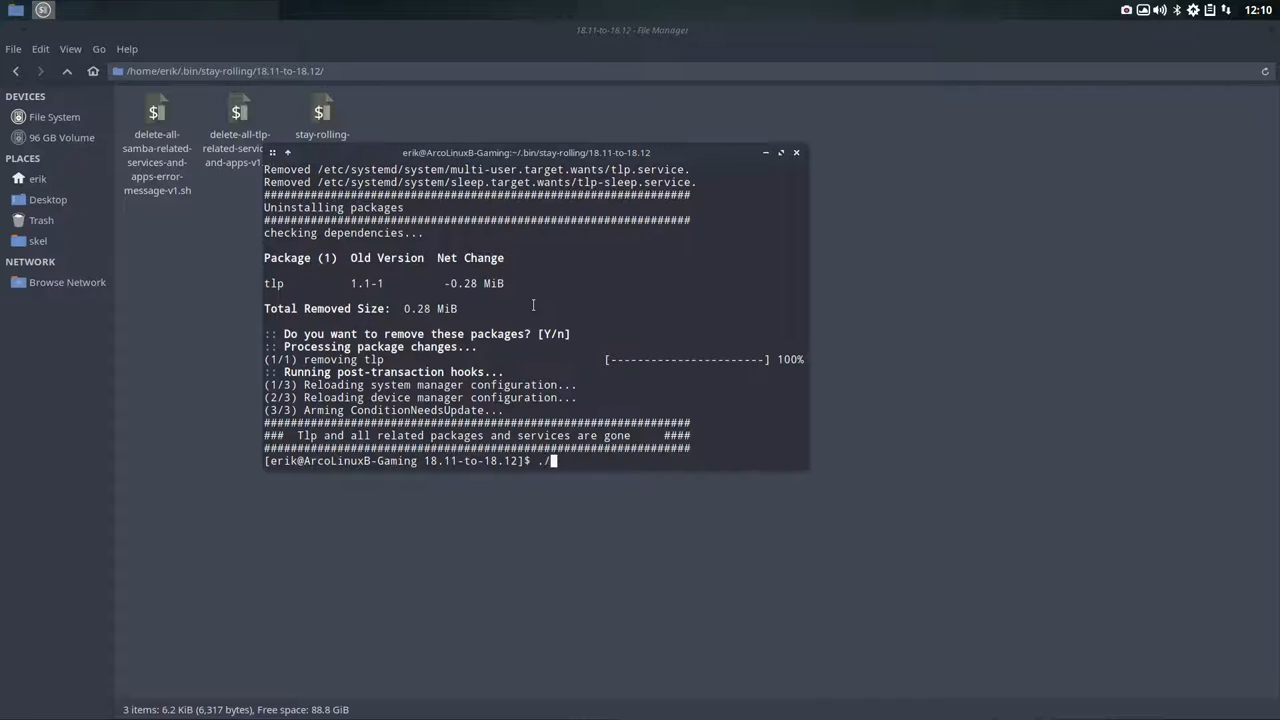 12:10
18.11-to-18.12 - File Manager
File Edit View Go Help
/home/erik/.bin/stay-rolling/18.11-to-18.12/
DEVICES
File System
96 GB Volume
PLACES
erik
Desktop
Trash
skel
NETWORK
Browse Network
delete-all-
samba-related-
services-and-
apps-error-
message-v1.sh
delete-all-tlp-
related-servic
and-apps-v1
stay-rolling-
erik@ArcoLinuxB-Gaming:~/.bin/stay-rolling/18.11-to-18.12
Removed /etc/systemd/system/multi-user.target.wants/tlp.service.
Removed /etc/systemd/system/sleep.target.wants/tlp-sleep.service.
################################################################
Uninstalling packages
################################################################
checking dependencies...
Package (1)  Old Version  Net Change
tlp          1.1-1        -0.28 MiB
Total Removed Size:  0.28 MiB
:: Do you want to remove these packages? [Y/n]
:: Processing package changes...
(1/1) removing tlp                                  [-----------------------] 100%
:: Running post-transaction hooks...
(1/3) Reloading system manager configuration...
(2/3) Reloading device manager configuration...
(3/3) Arming ConditionNeedsUpdate...
################################################################
###  Tlp and all related packages and services are gone     ####
################################################################
[erik@ArcoLinuxB-Gaming 18.11-to-18.12]$ ./
3 items: 6.2 KiB (6,317 bytes), Free space: 88.8 GiB